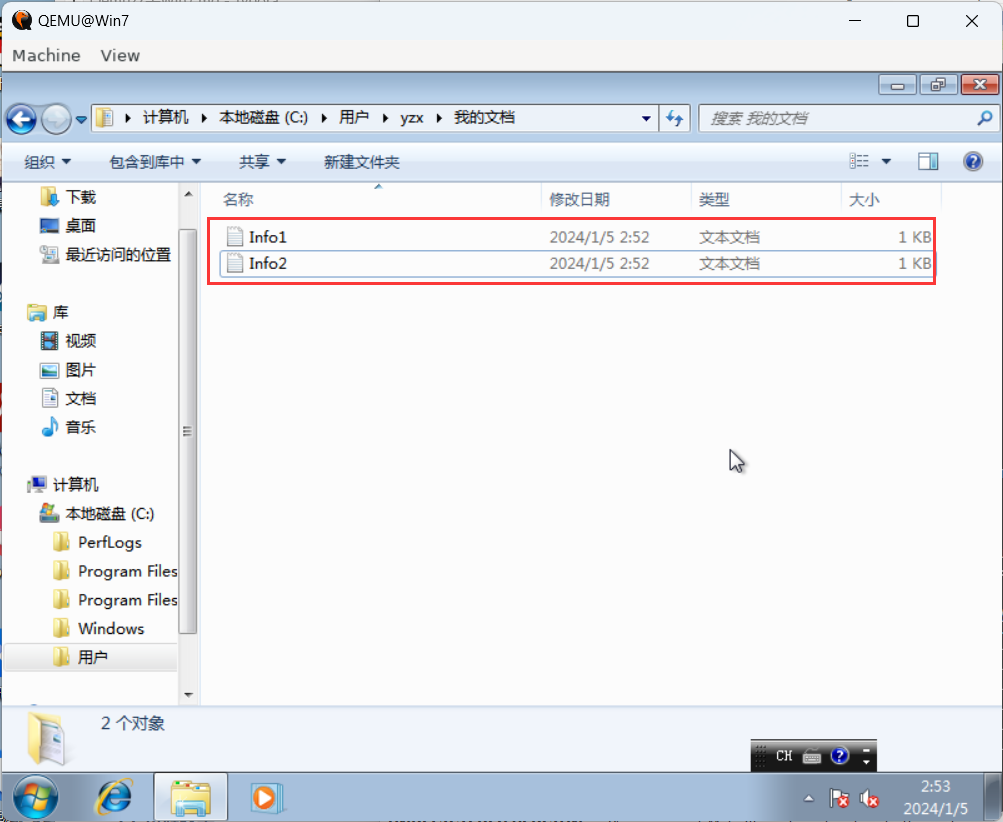 QEMU@Win7
Machine View
计算机 本地磁盘 (C:) 用户 yzx 我的文档
搜索 我的文档
组织 包含到库中 共享 新建文件夹
名称 修改日期 类型 大小
Info1 2024/1/5 2:52 文本文档 1 KB
Info2 2024/1/5 2:52 文本文档 1 KB
下载
桌面
最近访问的位置
库
视频
图片
文档
音乐
计算机
本地磁盘 (C:)
PerfLogs
Program Files
Program Files
Windows
用户
2 个对象
CH
2:53
2024/1/5